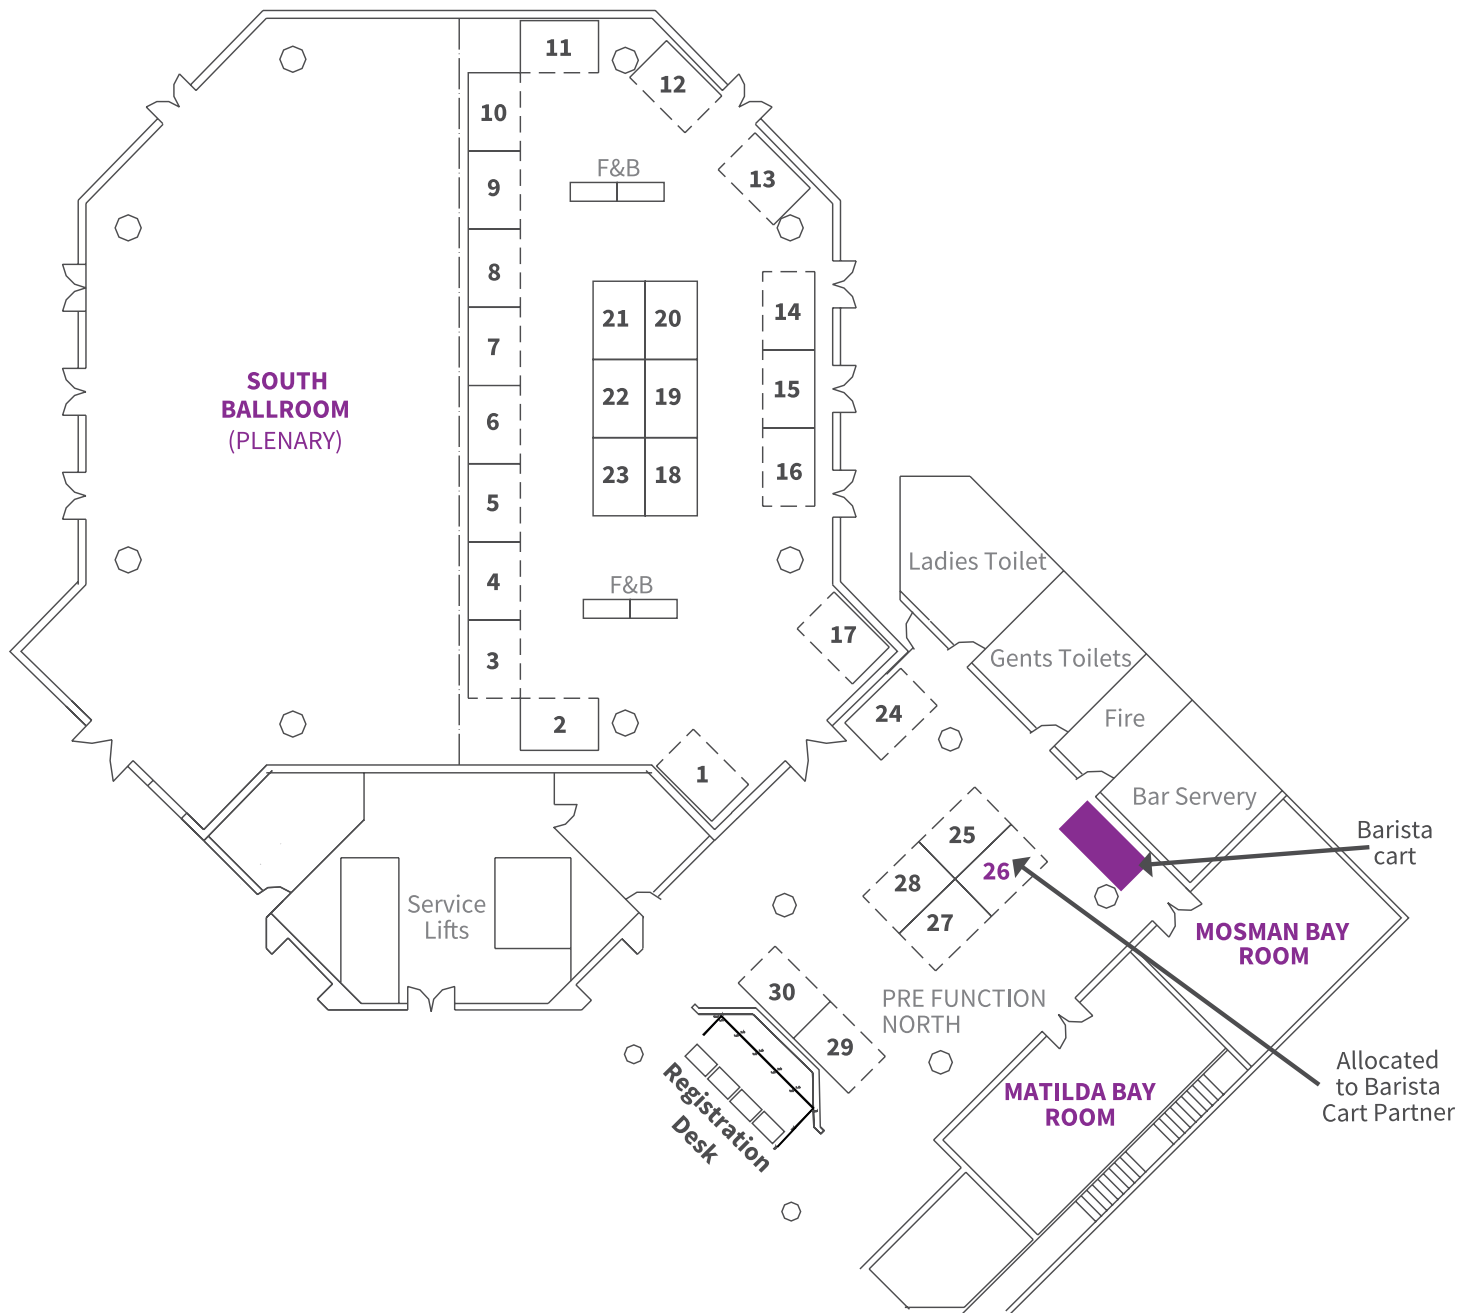 11
12
10
F&B
13
9
8
14
21
20
7
SOUTH
BALLROOM
(PLENARY)
15
22
19
6
16
23
18
5
Ladies Toilet
4
F&B
17
3
Gents Toilets
24
2
Fire
1
Bar Servery
25
26
28
27
Barista
cart
Service
Lifts
MOSMAN BAY
ROOM
30
29
PRE FUNCTION
NORTH
Registration
Desk
MATILDA BAY
ROOM
Allocated
to Barista
Cart Partner